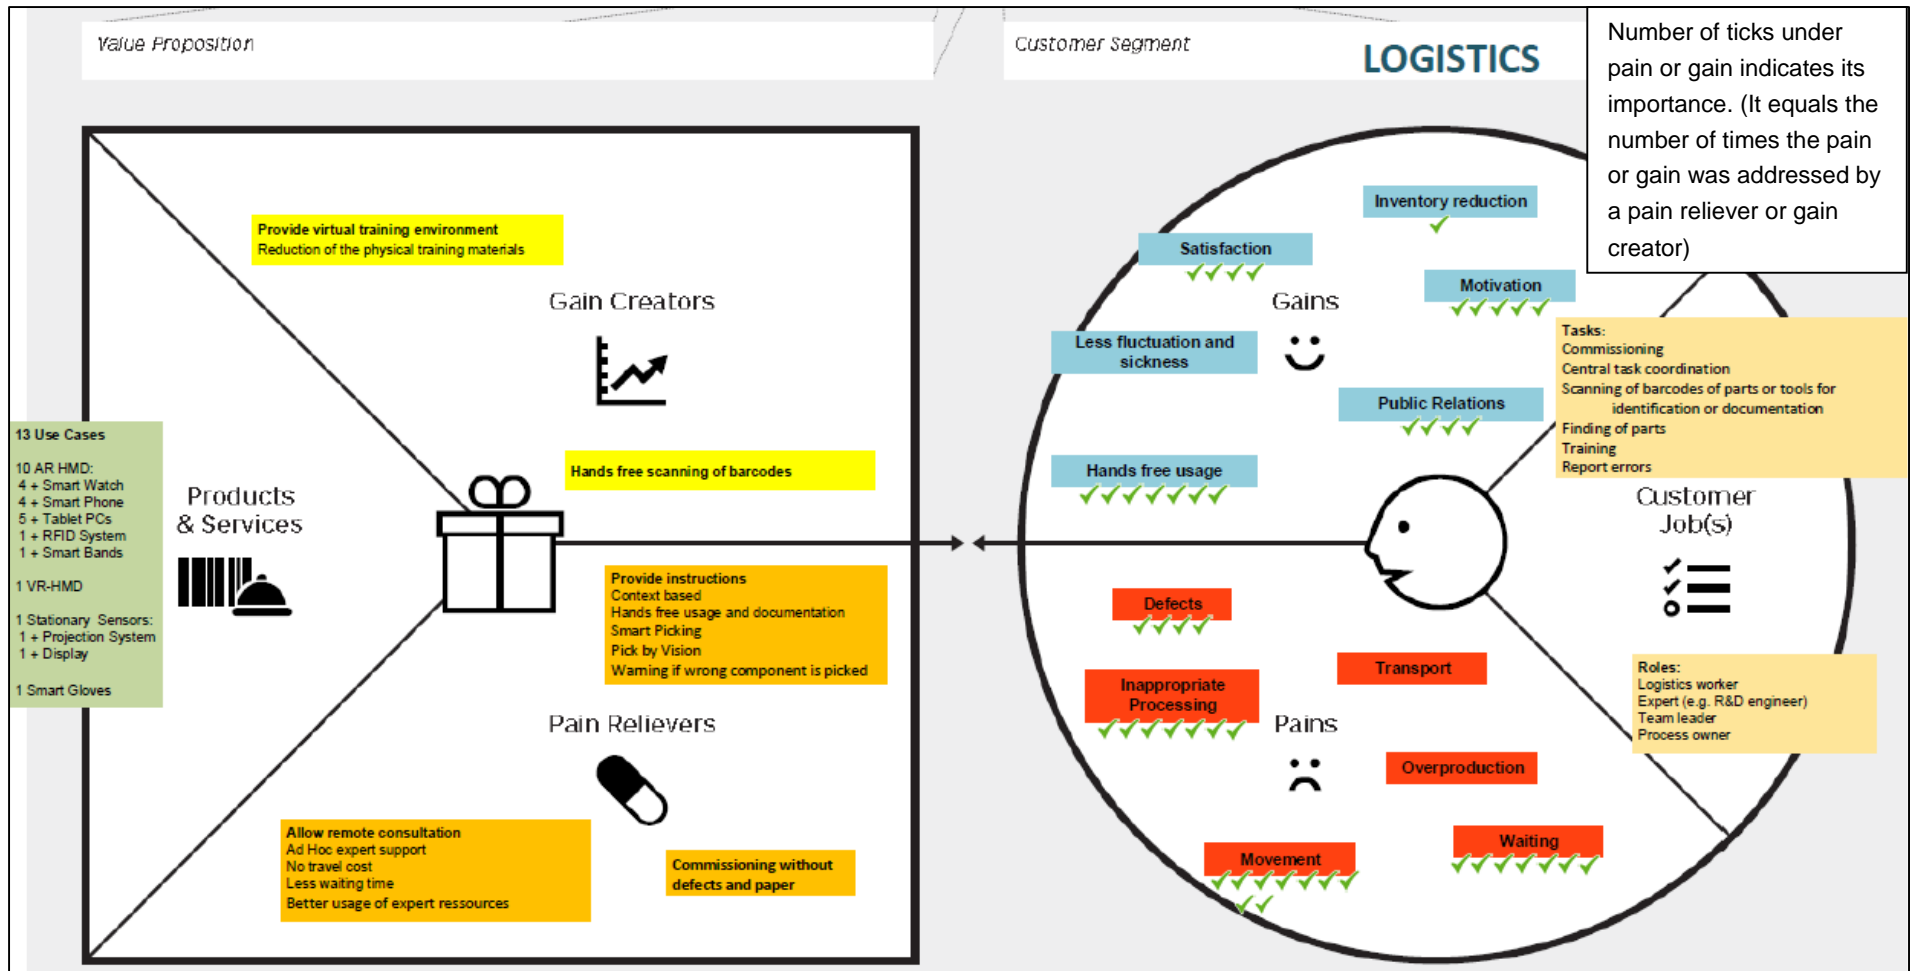 Value Proposition
Customer Segment
LOGISTICS
Number of ticks under
pain or gain indicates its
importance. (It equals the
number of times the pain
or gain was addressed by
a pain reliever or gain
creator)
Provide virtual training environment
Reduction of the physical training materials
Gain Creators
Hands free scanning of barcodes
13 Use Cases
10 AR HMD:
4 + Smart Watch
4 + Smart Phone
5 + Tablet PCs
1 + RFID System
1 + Smart Bands
1 VR-HMD
1 Stationary Sensors:
1 + Projection System
1 + Display
1 Smart Gloves
Products
& Services
Provide instructions
Context based
Hands free usage and documentation
Smart Picking
Pick by Vision
Warning if wrong component is picked
Pain Relievers
Allow remote consultation
Ad Hoc expert support
No travel cost
Less waiting time
Better usage of expert ressources
Commissioning without
defects and paper
Inventory reduction
Satisfaction
Motivation
Gains
Less fluctuation and
sickness
Public Relations
Hands free usage
Tasks:
Commissioning
Central task coordination
Scanning of barcodes of parts or tools for
identification or documentation
Finding of parts
Training
Report errors
Customer
Job(s)
Roles:
Logistics worker
Expert (e.g. R&D engineer)
Team leader
Process owner
Defects
Transport
Inappropriate
Processing
Pains
Overproduction
Waiting
Movement